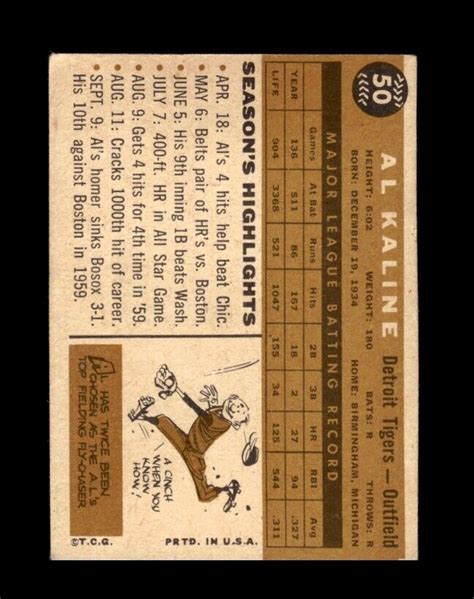 50
AL KALINE Detroit Tigers — Outfield
HEIGHT: 6:02 WEIGHT: 180 BATS: R THROWS: R
BORN: DECEMBER 19, 1934 HOME: BIRMINGHAM, MICHIGAN
MAJOR LEAGUE BATTING RECORD
Games At Bat Runs Hits 2B 3B HR RBI Avg
YEAR 136 511 86 167 18 2 27 94 .327
LIFE 904 3368 521 1047 155 34 125 544 .311
SEASON'S HIGHLIGHTS
• APR. 18: Al's 4 hits help beat Chic.
• MAY 6: Belts pair of HR's vs. Boston.
• JUNE 5: His 9th inning 1B beats Wash.
• JULY 7: 400-ft. HR in All Star Game.
• AUG. 9: Gets 4 hits for 4th time in '59.
• AUG. 11: Cracks 1000th hit of career.
• SEPT. 9: Al's homer sinks Bosox 3-1.
His 10th against Boston in 1959.
A CINCH
WHEN YOU
KNOW
HOW!
AL HAS TWICE BEEN
CHOSEN AS THE A.L'S
TOP FIELDING FLY-CHASER
©T.C.G. PRTD. IN U.S.A.